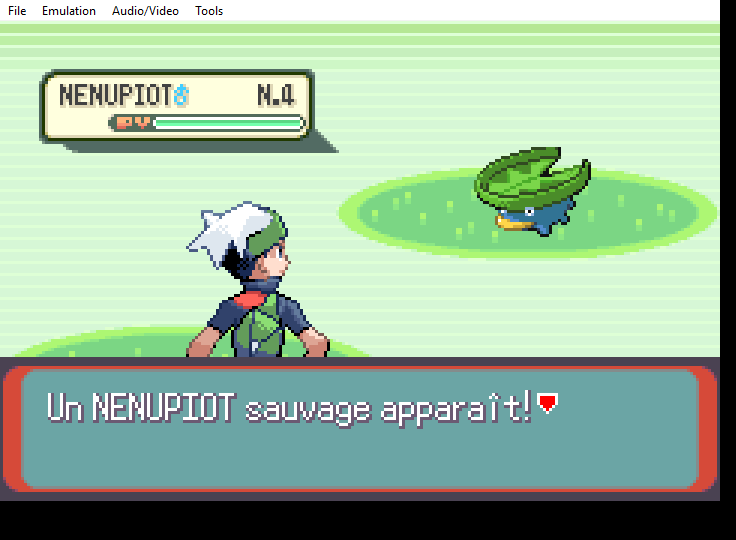 File Emulation Audio/Video Tools
NENUPIOT♂ N.4
PV
Un NENUPIOT sauvage apparaît!